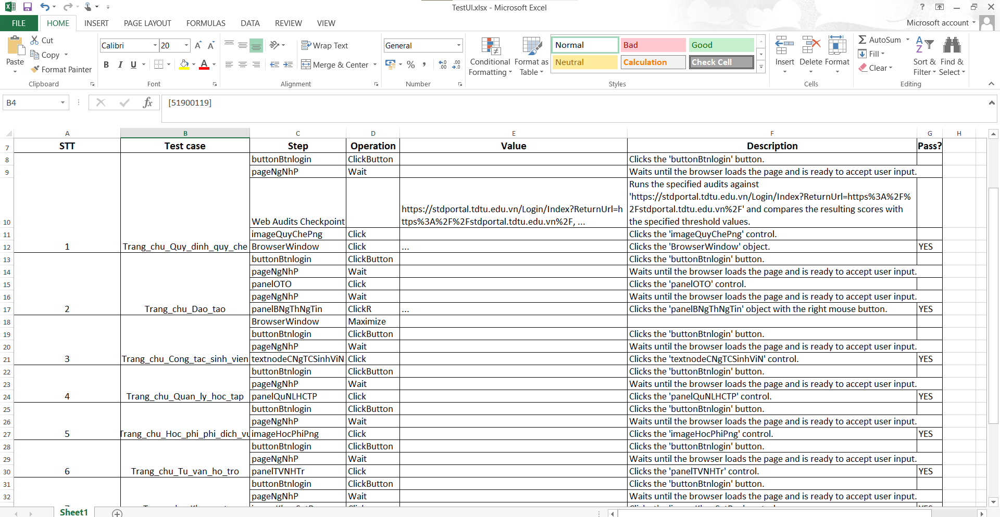 TestUI.xlsx - Microsoft Excel
FILE HOME INSERT PAGE LAYOUT FORMULAS DATA REVIEW VIEW Microsoft account
Paste
Cut
Copy
Format Painter
Clipboard
Calibri 20
B I U
Font
Wrap Text
Merge & Center
Alignment
General
%
Number
Conditional Formatting
Format as Table
Normal Bad Good
Neutral Calculation Check Cell
Styles
Insert Delete Format
Cells
AutoSum
Fill
Clear
Sort & Filter
Find & Select
Editing
B4 fx [51900119]
A B C D E F G H
7 STT Test case Step Operation Value Description Pass?
8 buttonBtnlogin ClickButton Clicks the 'buttonBtnlogin' button.
9 pageNgNhP Wait Waits until the browser loads the page and is ready to accept user input.
Runs the specified audits against
'https://stdportal.tdtu.edu.vn/Login/Index?ReturnUrl=https%3A%2F%
https://stdportal.tdtu.edu.vn/Login/Index?ReturnUrl=h 2Fstdportal.tdtu.edu.vn%2F' and compares the resulting scores with
10 Web Audits Checkpoint ttps%3A%2F%2Fstdportal.tdtu.edu.vn%2F, ... the specified threshold values.
11 imageQuyChePng Click Clicks the 'imageQuyChePng' control.
12 1 Trang_chu_Quy_dinh_quy_che BrowserWindow Click ... Clicks the 'BrowserWindow' object. YES
13 buttonBtnlogin ClickButton Clicks the 'buttonBtnlogin' button.
14 pageNgNhP Wait Waits until the browser loads the page and is ready to accept user input.
15 panelOTO Click Clicks the 'panelOTO' control.
16 pageNgNhP Wait Waits until the browser loads the page and is ready to accept user input.
17 2 Trang_chu_Dao_tao panelBNgThNgTin ClickR ... Clicks the 'panelBNgThNgTin' object with the right mouse button. YES
18 BrowserWindow Maximize
19 buttonBtnlogin ClickButton Clicks the 'buttonBtnlogin' button.
20 pageNgNhP Wait Waits until the browser loads the page and is ready to accept user input.
21 3 Trang_chu_Cong_tac_sinh_vien textnodeCNgTCSinhViN Click Clicks the 'textnodeCNgTCSinhViN' control. YES
22 buttonBtnlogin ClickButton Clicks the 'buttonBtnlogin' button.
23 pageNgNhP Wait Waits until the browser loads the page and is ready to accept user input.
24 4 Trang_chu_Quan_ly_hoc_tap panelQuNLHCTP Click Clicks the 'panelQuNLHCTP' control. YES
25 buttonBtnlogin ClickButton Clicks the 'buttonBtnlogin' button.
26 pageNgNhP Wait Waits until the browser loads the page and is ready to accept user input.
27 5 Trang_chu_Hoc_phi_phi_dich_vu imageHocPhiPng Click Clicks the 'imageHocPhiPng' control. YES
28 buttonBtnlogin ClickButton Clicks the 'buttonBtnlogin' button.
29 pageNgNhP Wait Waits until the browser loads the page and is ready to accept user input.
30 6 Trang_chu_Tu_van_ho_tro panelTVNHTr Click Clicks the 'panelTVNHTr' control. YES
31 buttonBtnlogin ClickButton Clicks the 'buttonBtnlogin' button.
32 pageNgNhP Wait Waits until the browser loads the page and is ready to accept user input.
Sheet1